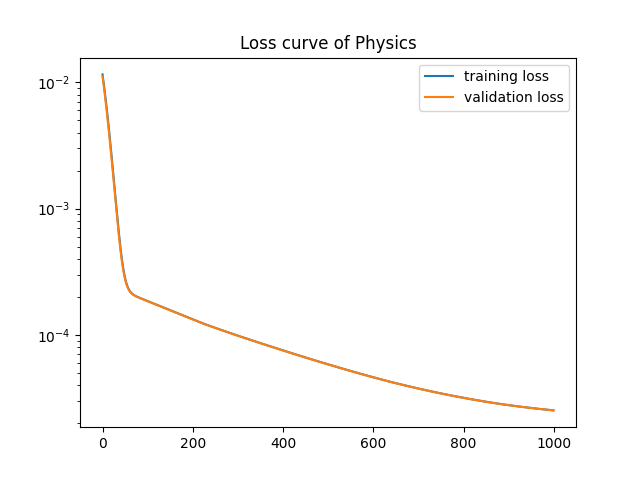 Loss curve of Physics
training loss
validation loss
10⁻²
10⁻³
10⁻⁴
0 200 400 600 800 1000